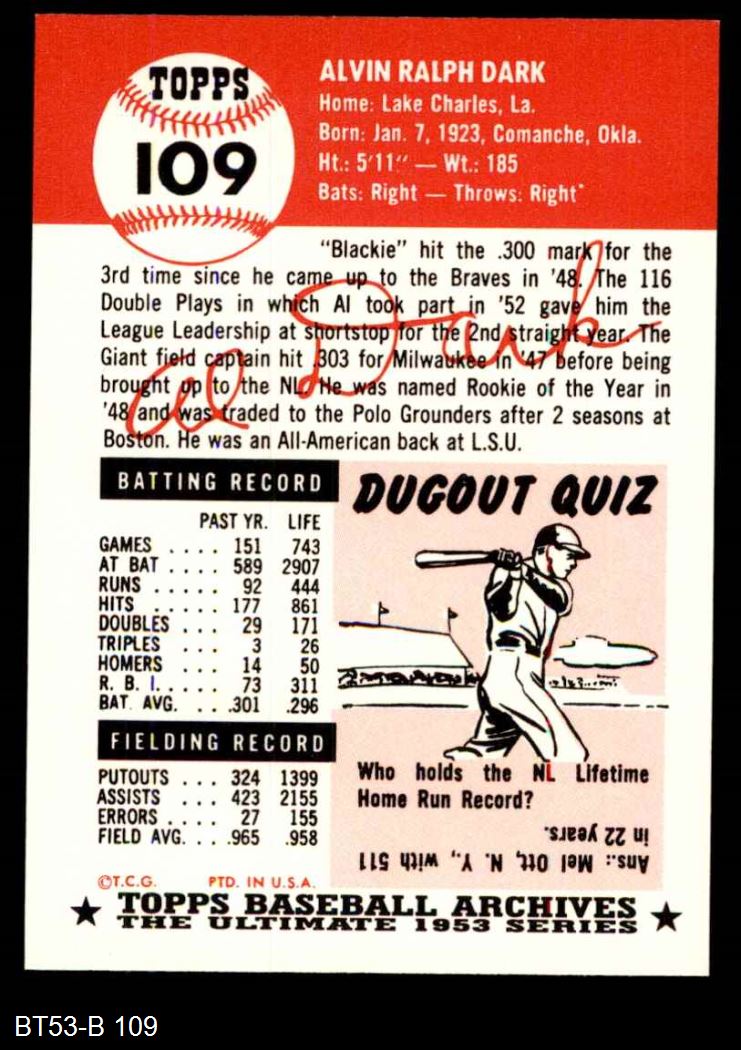 TOPPS
109
ALVIN RALPH DARK
Home: Lake Charles, La.
Born: Jan. 7, 1923, Comanche, Okla.
Ht.: 5'11" — Wt.: 185
Bats: Right — Throws: Right
"Blackie" hit the .300 mark for the
3rd time since he came up to the Braves in '48. The 116
Double Plays in which Al took part in '52 gave him the
League Leadership at shortstop for the 2nd straight year. The
Giant field captain hit .303 for Milwaukee in '47 before being
brought up to the NL. He was named Rookie of the Year in
'48 and was traded to the Polo Grounders after 2 seasons at
Boston. He was an All-American back at L.S.U.
Al Dark
BATTING RECORD
PAST YR. LIFE
GAMES .... 151 743
AT BAT .... 589 2907
RUNS .... 92 444
HITS ..... 177 861
DOUBLES ... 29 171
TRIPLES ... 3 26
HOMERS ... 14 50
R. B. I. .... 73 311
BAT. AVG. ... .301 .296
FIELDING RECORD
PUTOUTS ... 324 1399
ASSISTS ... 423 2155
ERRORS ... 27 155
FIELD AVG. ... .965 .958
DUGOUT QUIZ
Who holds the NL Lifetime
Home Run Record?
Ans.: Mel Ott, N. Y., with 511
in 22 years.
©T.C.G. PTD. IN U.S.A.
★ TOPPS BASEBALL ARCHIVES ★
THE ULTIMATE 1953 SERIES
BT53-B 109